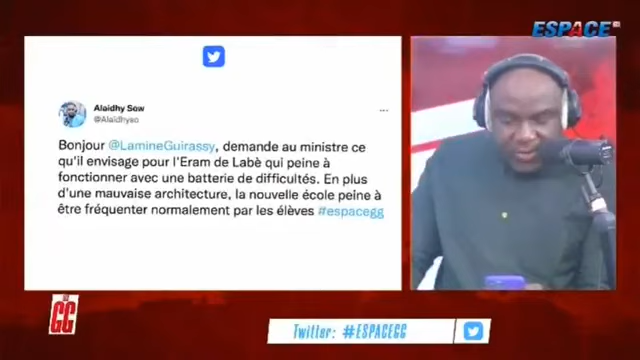 ESPACE
Alaidhy Sow
@Alaidhyso
Bonjour @LamineGuirassy, demande au ministre ce
qu'il envisage pour l'Eram de Labè qui peine à
fonctionner avec une batterie de difficultés. En plus
d'une mauvaise architecture, la nouvelle école peine à
être fréquenter normalement par les élèves #espacegg
GG
Twitter: #ESPACEGG